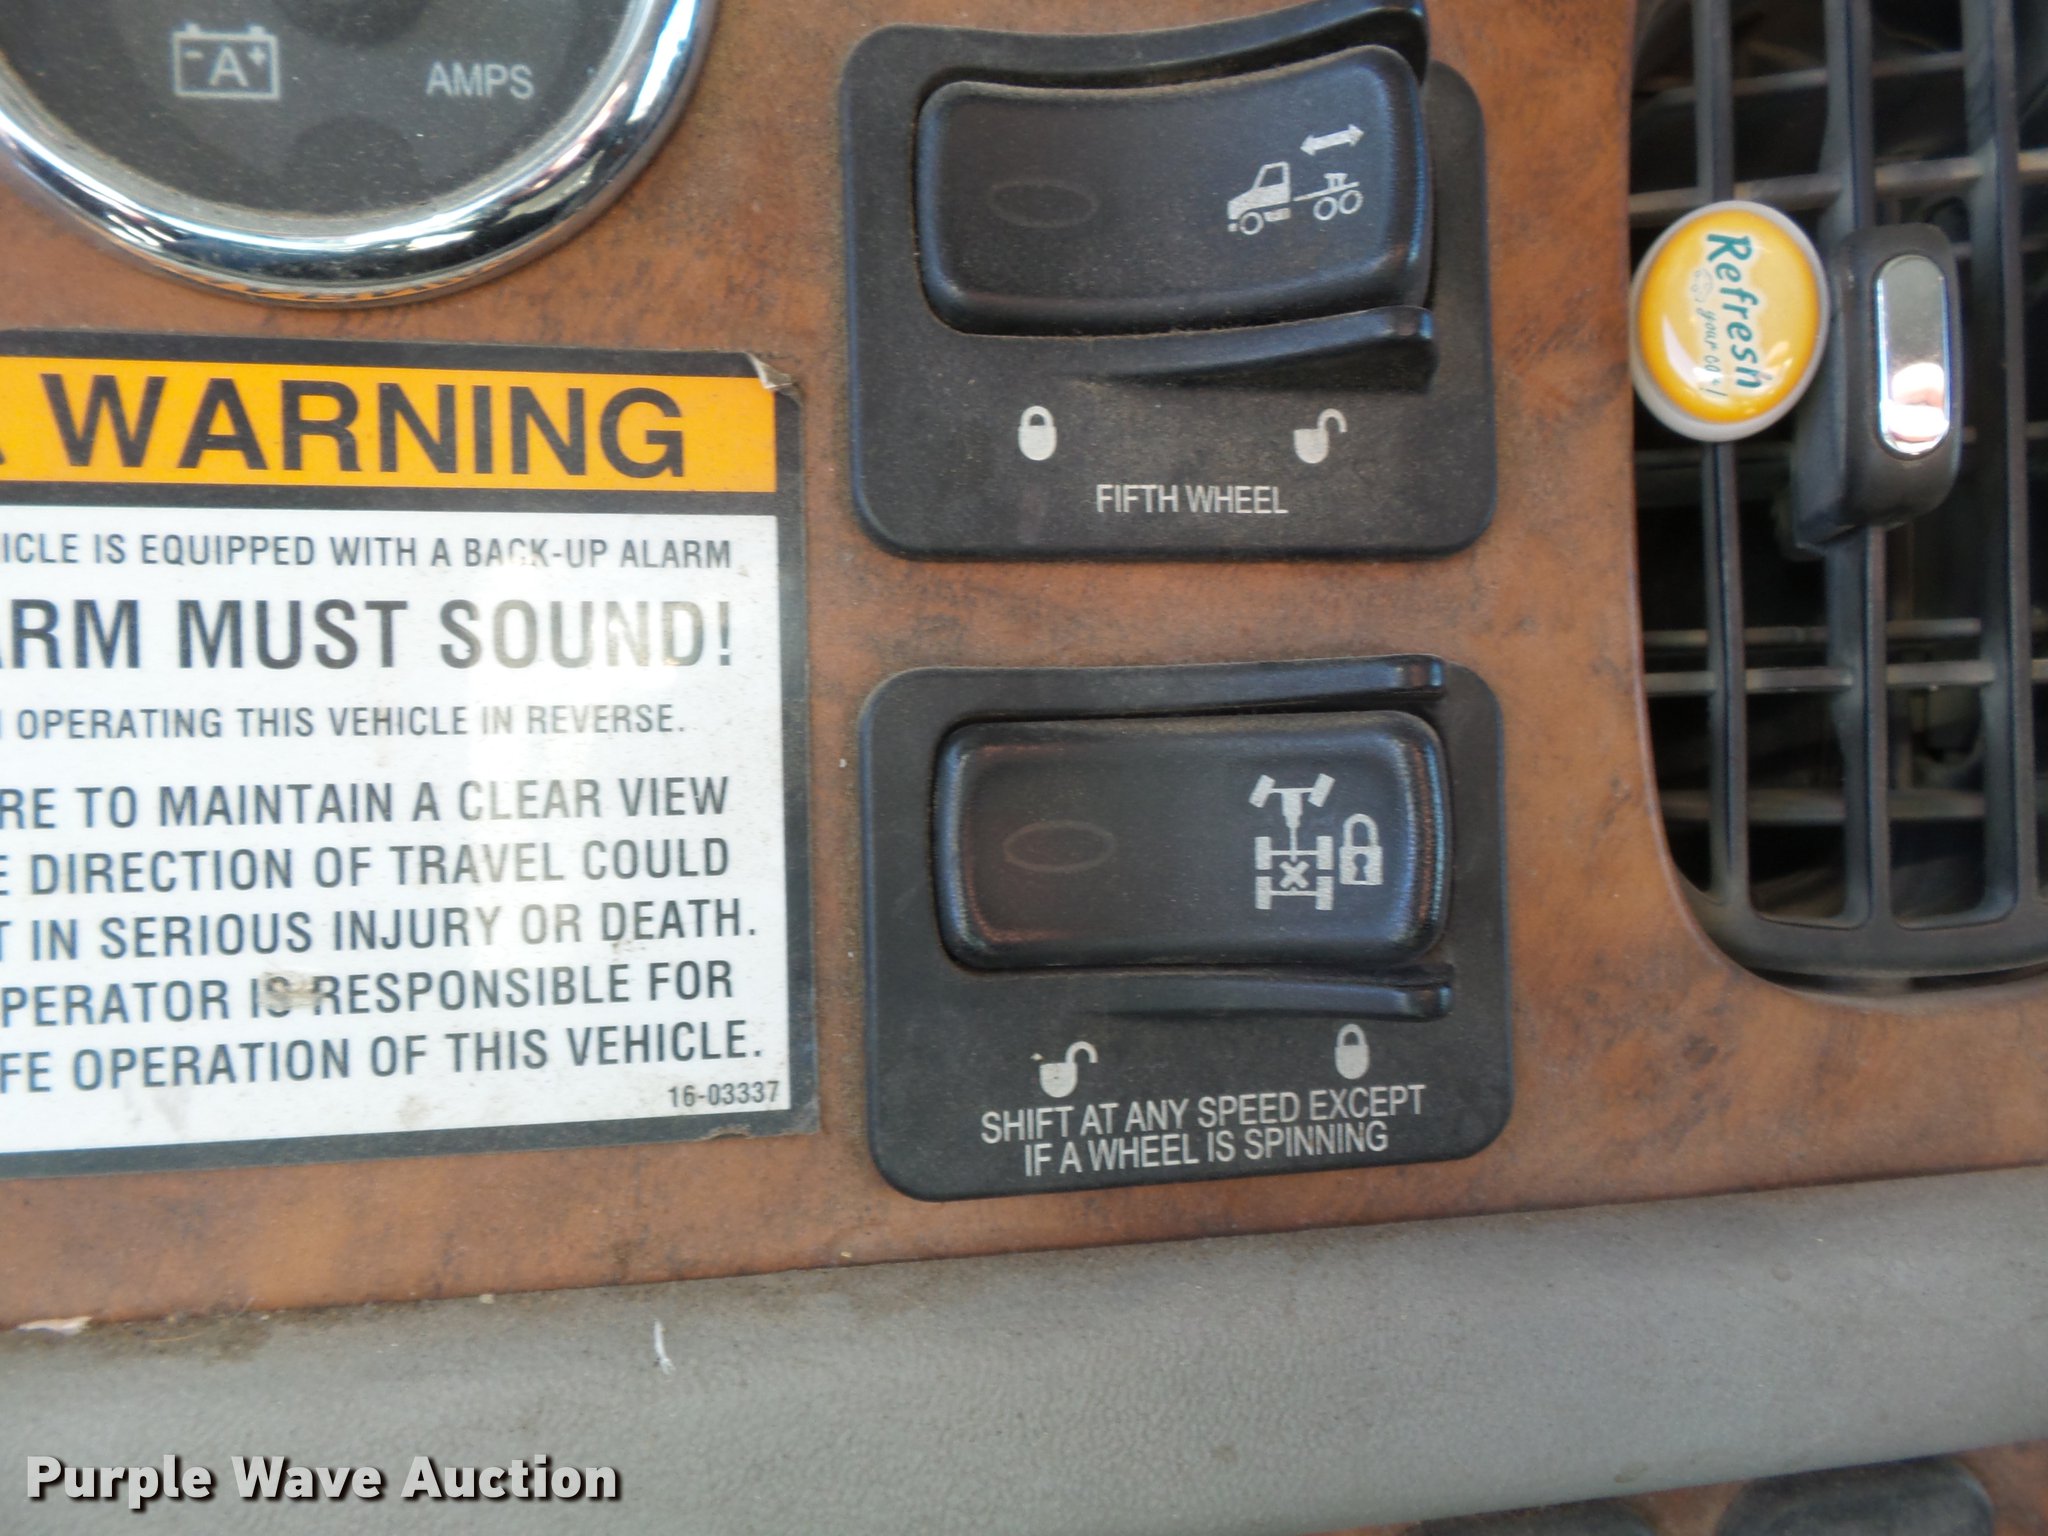 - A +
AMPS
WARNING
ICLE IS EQUIPPED WITH A BACK-UP ALARM
ARM MUST SOUND!
OPERATING THIS VEHICLE IN REVERSE.
RE TO MAINTAIN A CLEAR VIEW
E DIRECTION OF TRAVEL COULD
T IN SERIOUS INJURY OR DEATH.
PERATOR IS RESPONSIBLE FOR
FE OPERATION OF THIS VEHICLE.
16-03337
FIFTH WHEEL
SHIFT AT ANY SPEED EXCEPT
IF A WHEEL IS SPINNING
Refresh
your
Purple Wave Auction